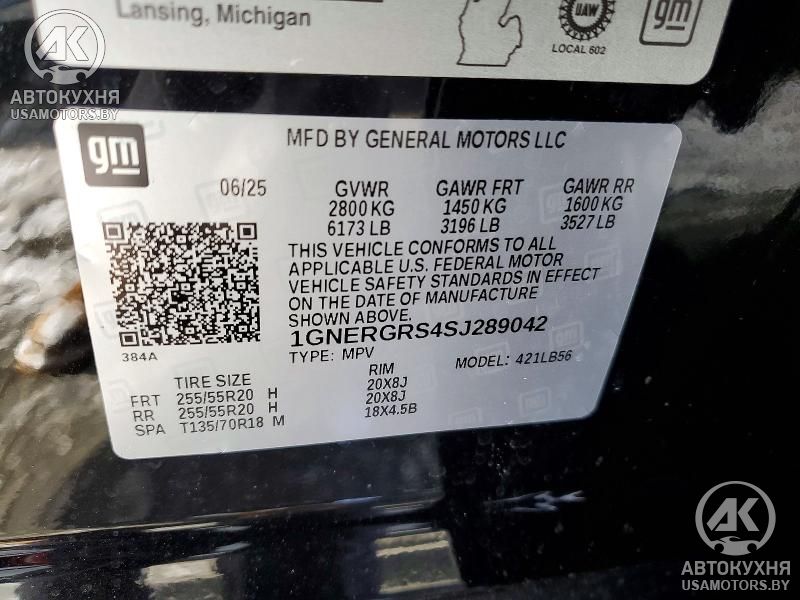 Lansing, Michigan
UAW
LOCAL 602
gm
AK
АВТОКУХНЯ
USAMOTORS.BY
gm
MFD BY GENERAL MOTORS LLC
06/25 GVWR GAWR FRT GAWR RR
2800 KG 1450 KG 1600 KG
6173 LB 3196 LB 3527 LB
THIS VEHICLE CONFORMS TO ALL
APPLICABLE U.S. FEDERAL MOTOR
VEHICLE SAFETY STANDARDS IN EFFECT
ON THE DATE OF MANUFACTURE
SHOWN ABOVE.
1GNERGRS4SJ289042
384A
TYPE: MPV MODEL: 421LB56
TIRE SIZE RIM
FRT 255/55R20 H 20X8J
RR 255/55R20 H 20X8J
SPA T135/70R18 M 18X4.5B
AK
АВТОКУХНЯ
USAMOTORS.BY